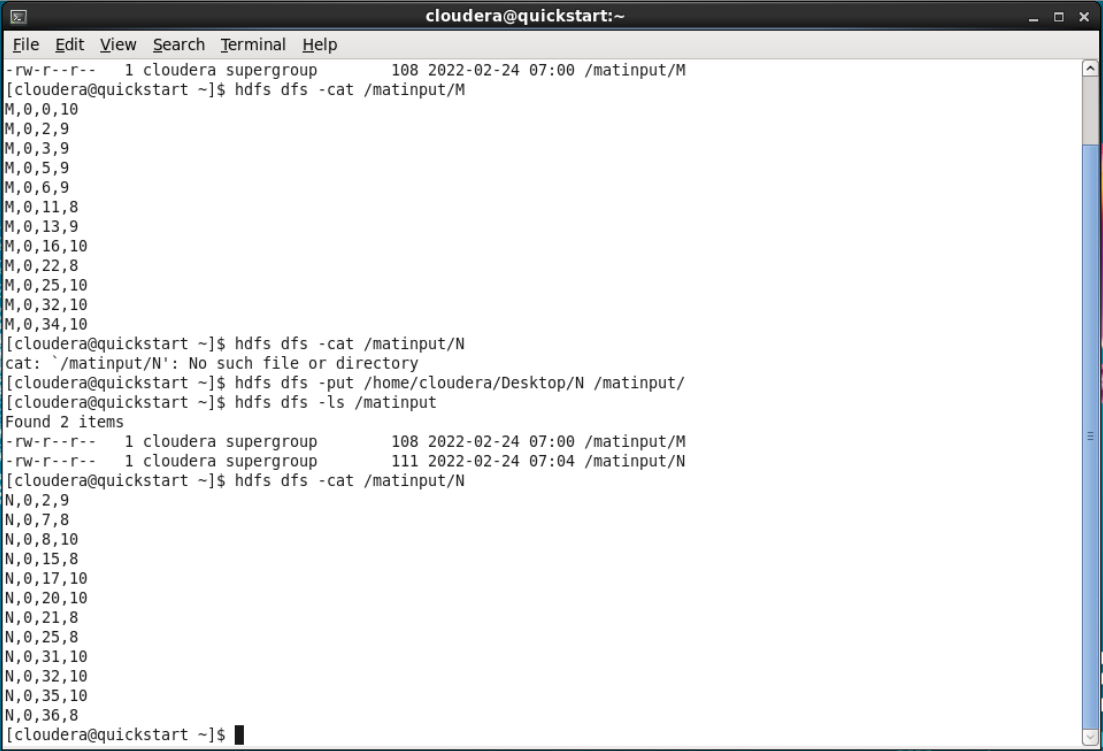 cloudera@quickstart:~
File Edit View Search Terminal Help
-rw-r--r--   1 cloudera supergroup        108 2022-02-24 07:00 /matinput/M
[cloudera@quickstart ~]$ hdfs dfs -cat /matinput/M
M,0,0,10
M,0,2,9
M,0,3,9
M,0,5,9
M,0,6,9
M,0,11,8
M,0,13,9
M,0,16,10
M,0,22,8
M,0,25,10
M,0,32,10
M,0,34,10
[cloudera@quickstart ~]$ hdfs dfs -cat /matinput/N
cat: `/matinput/N': No such file or directory
[cloudera@quickstart ~]$ hdfs dfs -put /home/cloudera/Desktop/N /matinput/
[cloudera@quickstart ~]$ hdfs dfs -ls /matinput
Found 2 items
-rw-r--r--   1 cloudera supergroup        108 2022-02-24 07:00 /matinput/M
-rw-r--r--   1 cloudera supergroup        111 2022-02-24 07:04 /matinput/N
[cloudera@quickstart ~]$ hdfs dfs -cat /matinput/N
N,0,2,9
N,0,7,8
N,0,8,10
N,0,15,8
N,0,17,10
N,0,20,10
N,0,21,8
N,0,25,8
N,0,31,10
N,0,32,10
N,0,35,10
N,0,36,8
[cloudera@quickstart ~]$